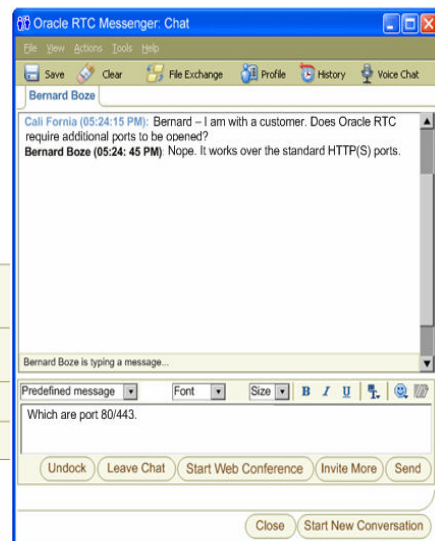 Oracle RTC Messenger: Chat
File View Actions Tools Help
Save Clear File Exchange Profile History Voice Chat
Bernard Boze
Cali Fornia (05:24:15 PM): Bernard – I am with a customer. Does Oracle RTC
require additional ports to be opened?
Bernard Boze (05:24: 45 PM): Nope. It works over the standard HTTP(S) ports.
Bernard Boze is typing a message...
Predefined message Font Size B I U T
Which are port 80/443.
Undock Leave Chat Start Web Conference Invite More Send
Close Start New Conversation